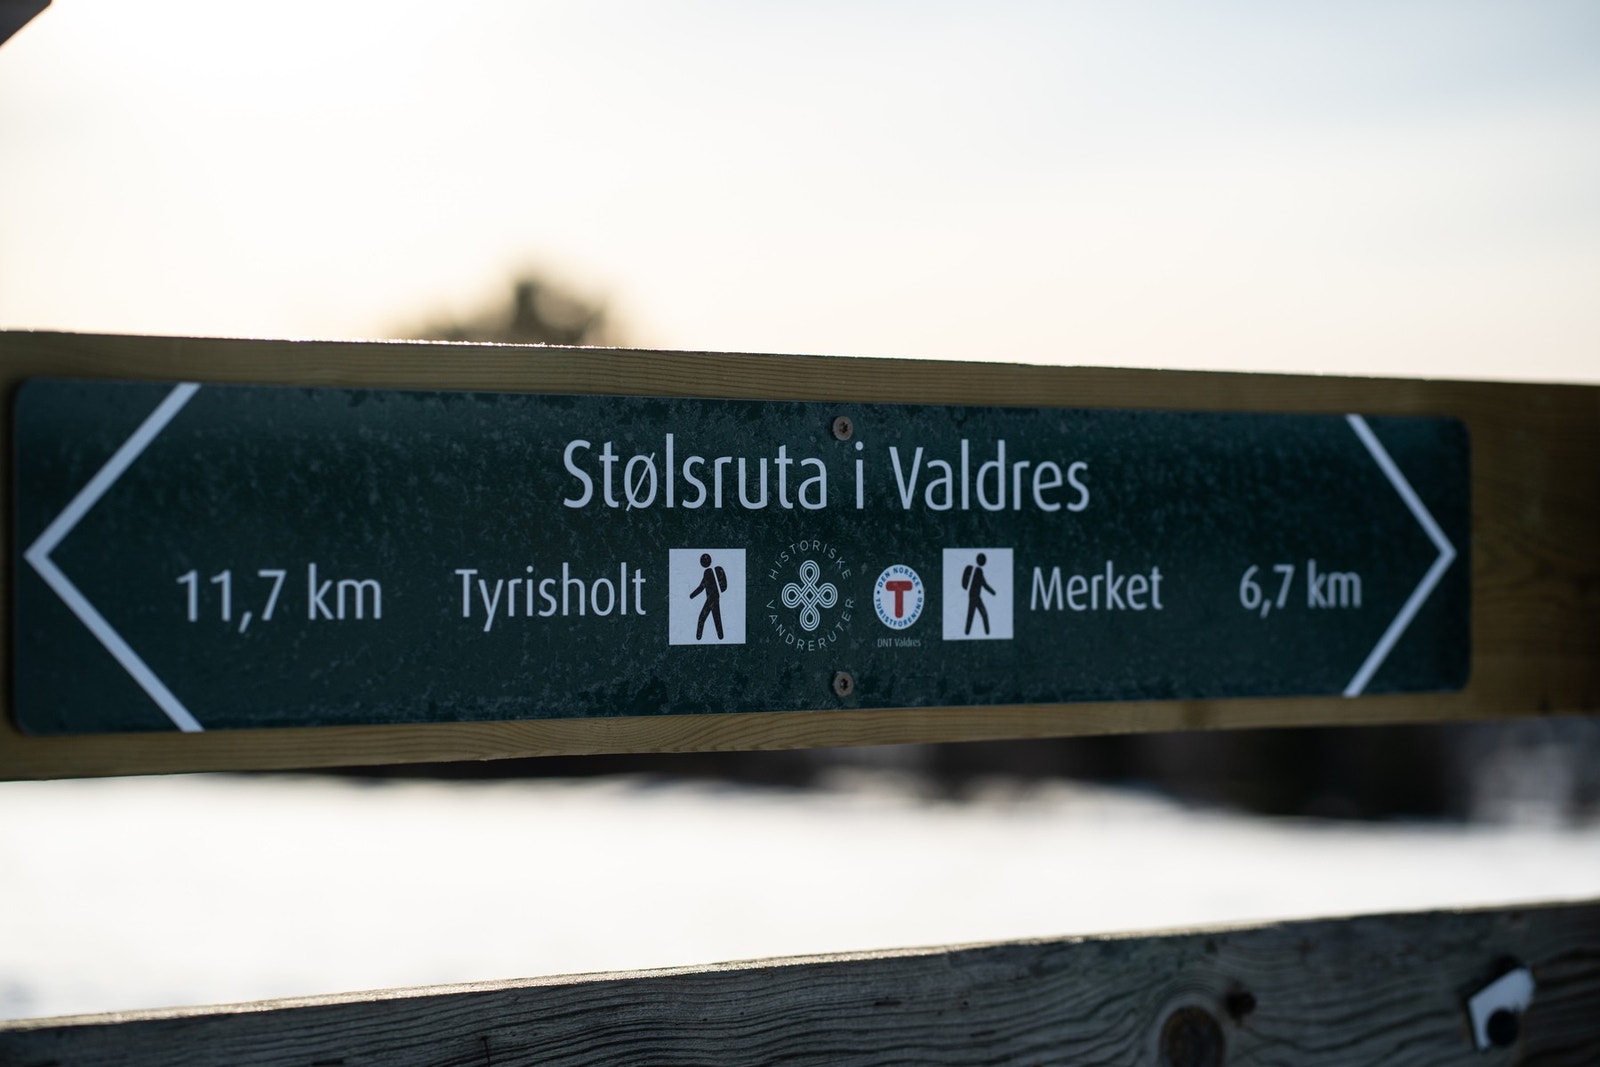 Stølsruta i Valdres
11,7 km Tyrisholt HISTORISKE VANDRERUTER DEN NORSKE TURISTFORENING T Merket 6,7 km
DNT Valdres